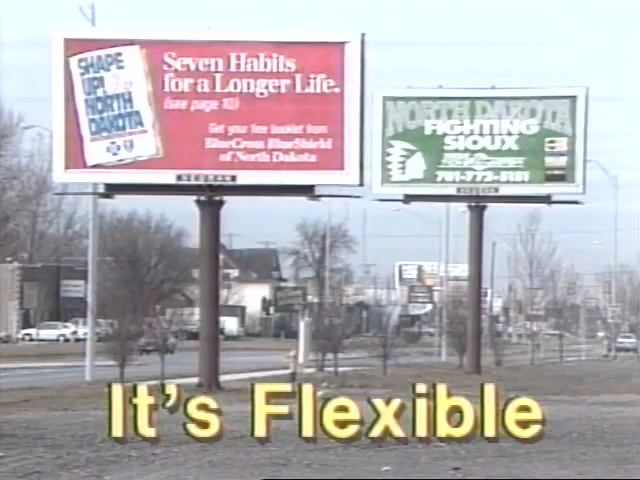 SHAPE
UP!
NORTH
DAKOTA
Seven Habits
for a Longer Life.
(see page 10)
Get your free booklet from
BlueCross BlueShield
of North Dakota
NEWMAN
NORTH DAKOTA
FIGHTING
SIOUX
701-772-5151
It's Flexible